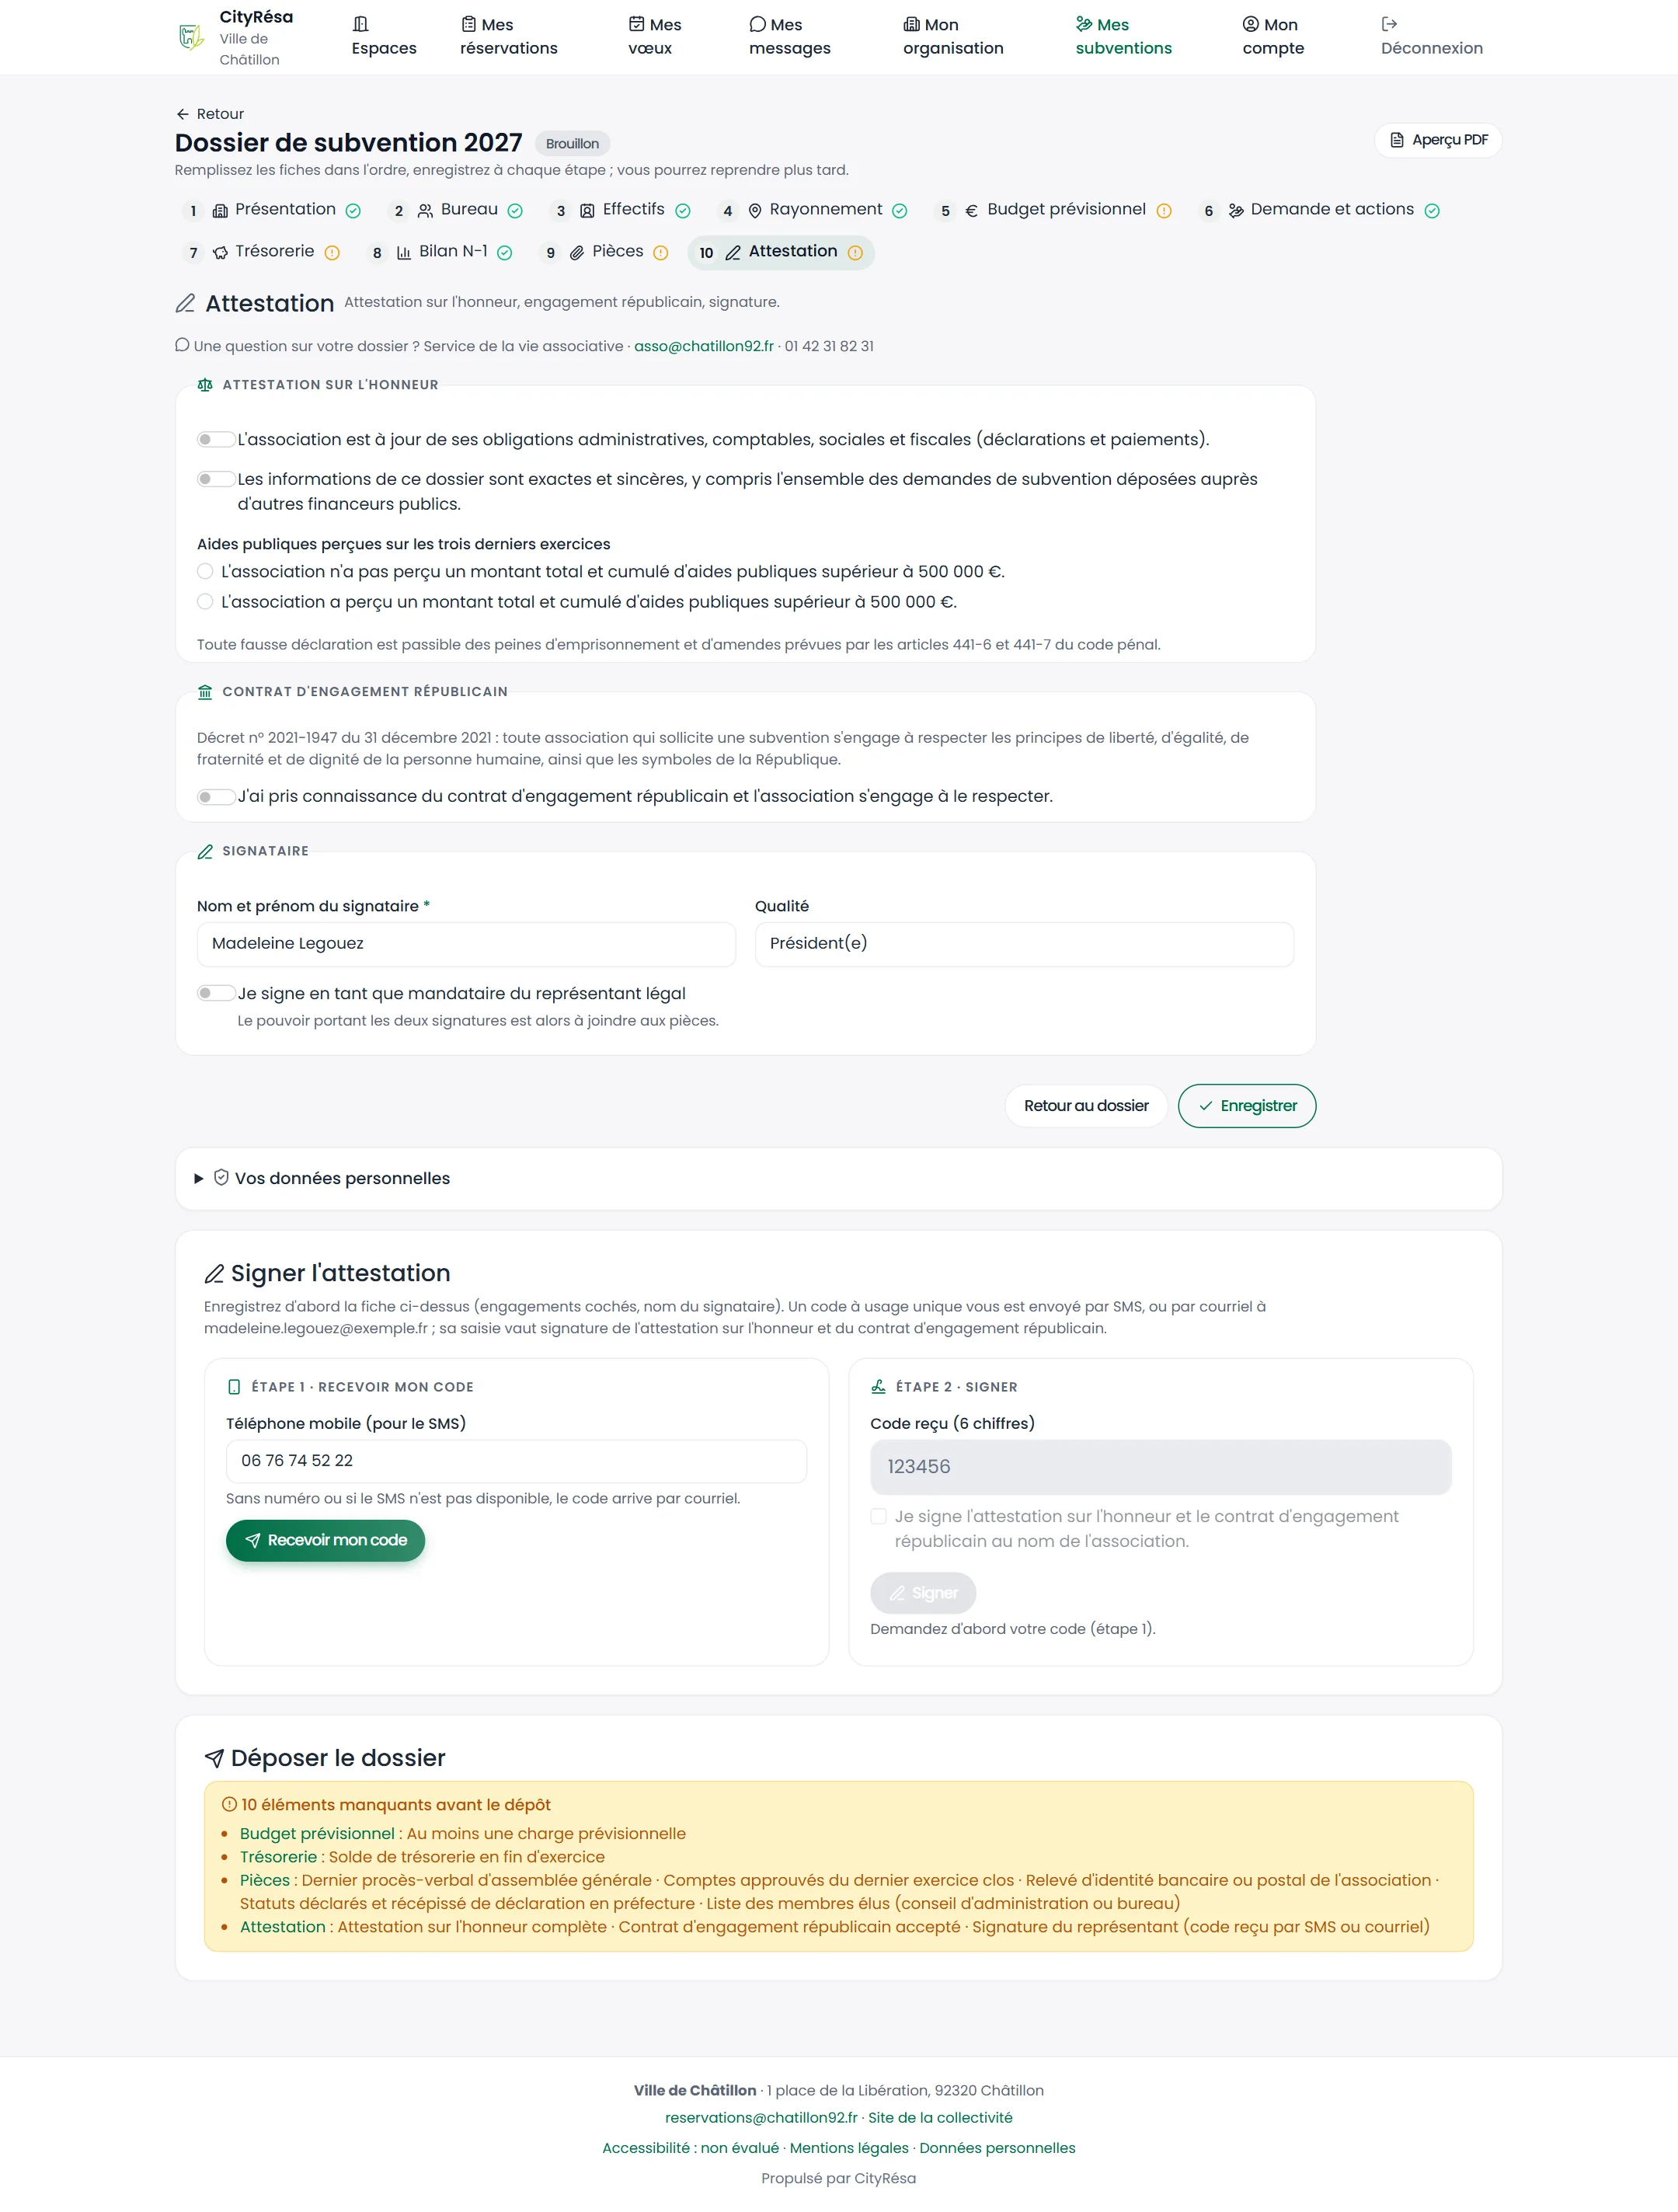 CityRésa
Ville de
Châtillon
Espaces
Mes
réservations
Mes
vœux
Mes
messages
Mon
organisation
Mes
subventions
Mon
compte
Déconnexion
Retour
Dossier de subvention 2027 Brouillon
Aperçu PDF
Remplissez les fiches dans l'ordre, enregistrez à chaque étape ; vous pourrez reprendre plus tard.
1 Présentation 2 Bureau 3 Effectifs 4 Rayonnement 5 Budget prévisionnel 6 Demande et actions
7 Trésorerie 8 Bilan N-1 9 Pièces 10 Attestation
Attestation Attestation sur l'honneur, engagement républicain, signature.
Une question sur votre dossier ? Service de la vie associative · asso@chatillon92.fr · 01 42 31 82 31
ATTESTATION SUR L'HONNEUR
L'association est à jour de ses obligations administratives, comptables, sociales et fiscales (déclarations et paiements).
Les informations de ce dossier sont exactes et sincères, y compris l'ensemble des demandes de subvention déposées auprès
d'autres financeurs publics.
Aides publiques perçues sur les trois derniers exercices
L'association n'a pas perçu un montant total et cumulé d'aides publiques supérieur à 500 000 €.
L'association a perçu un montant total et cumulé d'aides publiques supérieur à 500 000 €.
Toute fausse déclaration est passible des peines d'emprisonnement et d'amendes prévues par les articles 441-6 et 441-7 du code pénal.
CONTRAT D'ENGAGEMENT RÉPUBLICAIN
Décret nº 2021-1947 du 31 décembre 2021 : toute association qui sollicite une subvention s'engage à respecter les principes de liberté, d'égalité, de
fraternité et de dignité de la personne humaine, ainsi que les symboles de la République.
J'ai pris connaissance du contrat d'engagement républicain et l'association s'engage à le respecter.
SIGNATAIRE
Nom et prénom du signataire *
Madeleine Legouez
Qualité
Président(e)
Je signe en tant que mandataire du représentant légal
Le pouvoir portant les deux signatures est alors à joindre aux pièces.
Retour au dossier
Enregistrer
Vos données personnelles
Signer l'attestation
Enregistrez d'abord la fiche ci-dessus (engagements cochés, nom du signataire). Un code à usage unique vous est envoyé par SMS, ou par courriel à
madeleine.legouez@exemple.fr ; sa saisie vaut signature de l'attestation sur l'honneur et du contrat d'engagement républicain.
ÉTAPE 1 · RECEVOIR MON CODE
Téléphone mobile (pour le SMS)
06 76 74 52 22
Sans numéro ou si le SMS n'est pas disponible, le code arrive par courriel.
Recevoir mon code
ÉTAPE 2 · SIGNER
Code reçu (6 chiffres)
123456
Je signe l'attestation sur l'honneur et le contrat d'engagement
républicain au nom de l'association.
Signer
Demandez d'abord votre code (étape 1).
Déposer le dossier
10 éléments manquants avant le dépôt
Budget prévisionnel : Au moins une charge prévisionnelle
Trésorerie : Solde de trésorerie en fin d'exercice
Pièces : Dernier procès-verbal d'assemblée générale · Comptes approuvés du dernier exercice clos · Relevé d'identité bancaire ou postal de l'association ·
Statuts déclarés et récépissé de déclaration en préfecture · Liste des membres élus (conseil d'administration ou bureau)
Attestation : Attestation sur l'honneur complète · Contrat d'engagement républicain accepté · Signature du représentant (code reçu par SMS ou courriel)
Ville de Châtillon · 1 place de la Libération, 92320 Châtillon
reservations@chatillon92.fr · Site de la collectivité
Accessibilité : non évalué · Mentions légales · Données personnelles
Propulsé par CityRésa